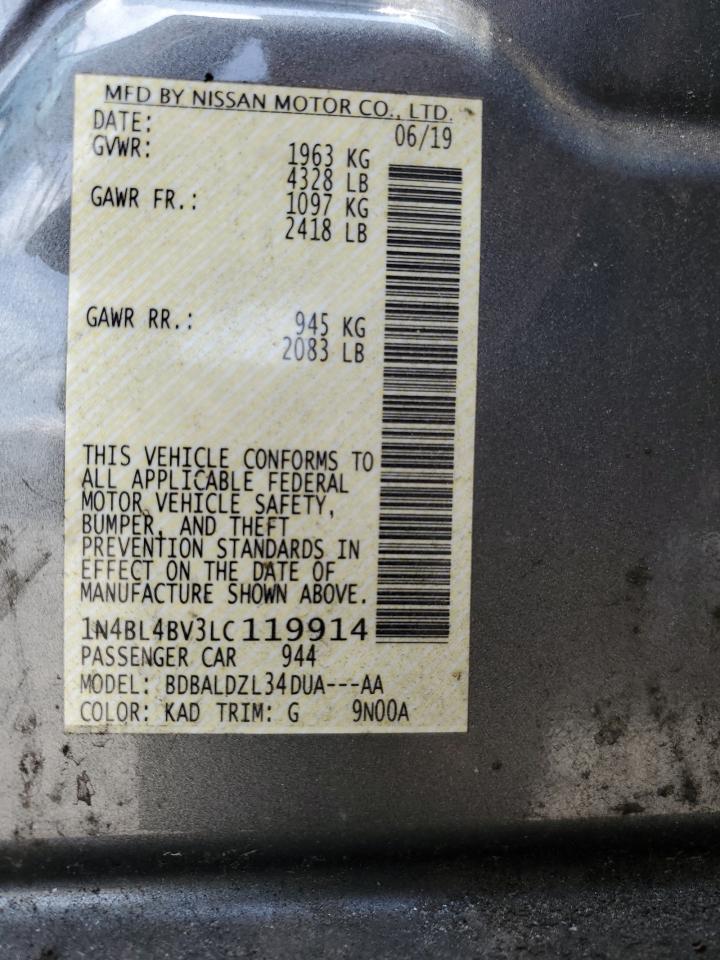 MFD BY NISSAN MOTOR CO., LTD.
DATE: 06/19
GVWR: 1963 KG
4328 LB
GAWR FR.: 1097 KG
2418 LB
GAWR RR.: 945 KG
2083 LB
THIS VEHICLE CONFORMS TO
ALL APPLICABLE FEDERAL
MOTOR VEHICLE SAFETY,
BUMPER, AND THEFT
PREVENTION STANDARDS IN
EFFECT ON THE DATE OF
MANUFACTURE SHOWN ABOVE.
1N4BL4BV3LC119914
PASSENGER CAR 944
MODEL: BDBALDZL34DUA---AA
COLOR: KAD TRIM: G 9N00A